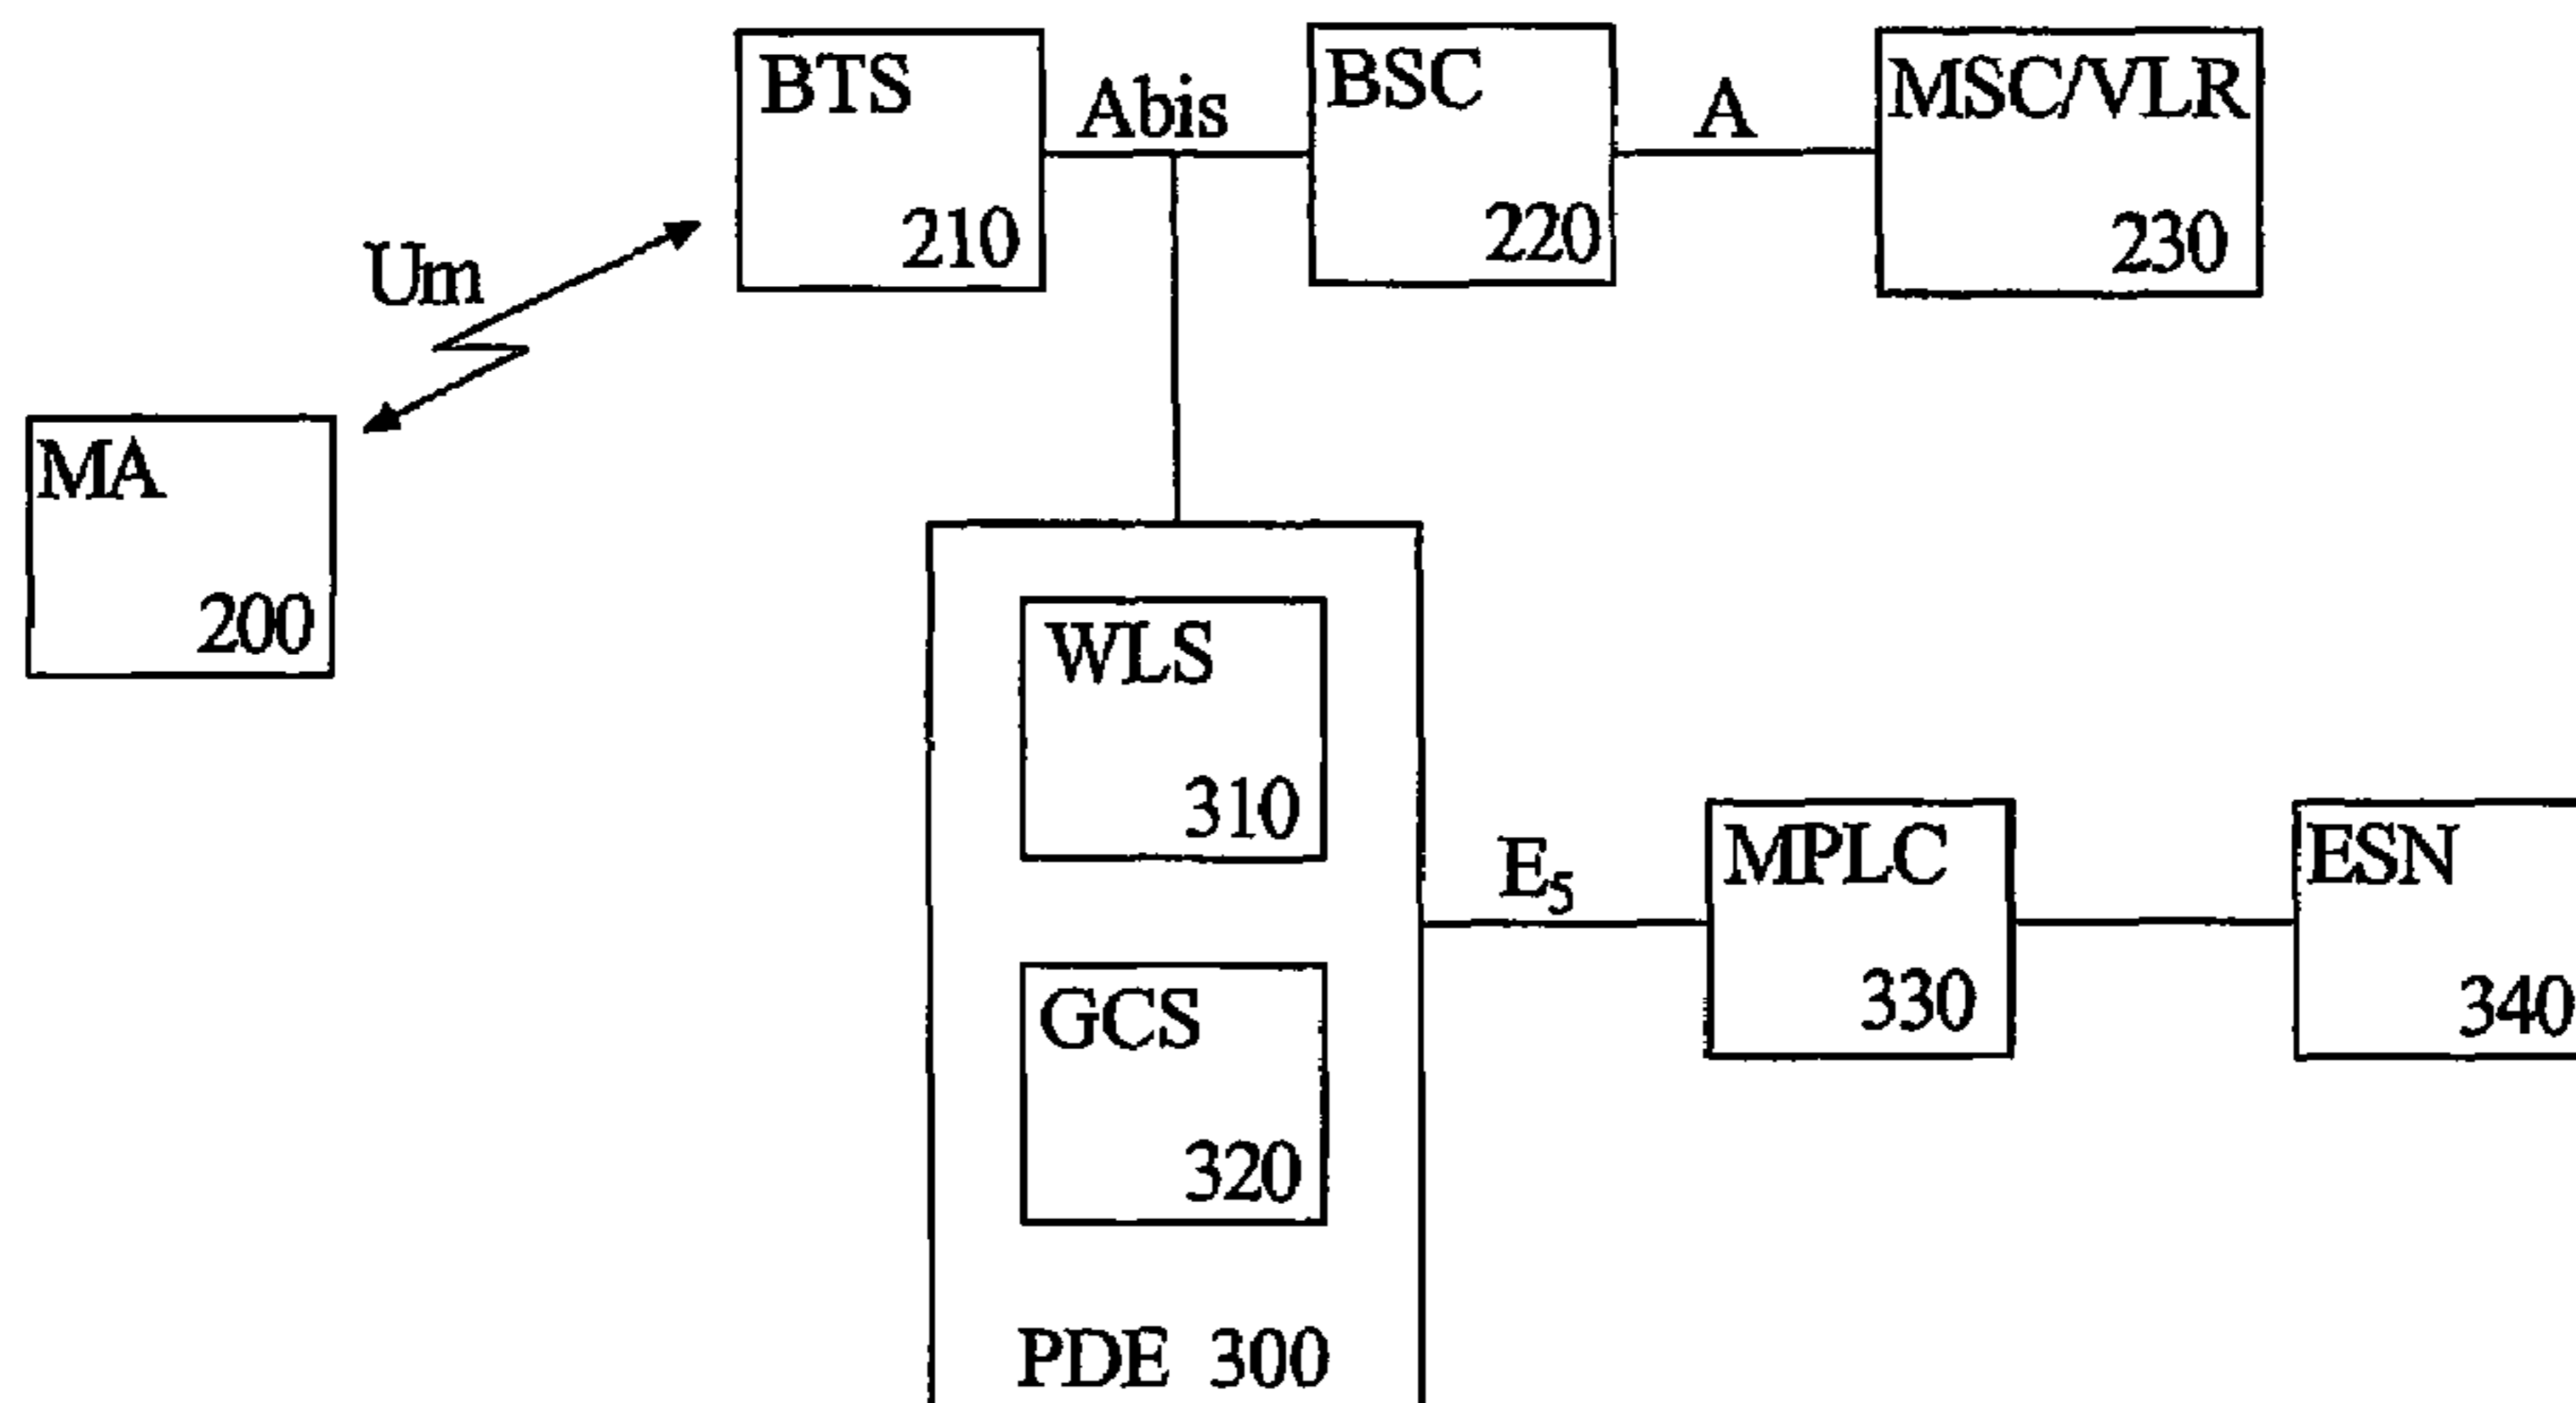 BTS
210
Abis
BSC
220
A
MSC/VLR
230
Um
MA
200
WLS
310
GCS
320
PDE 300
E5
MPLC
330
ESN
340